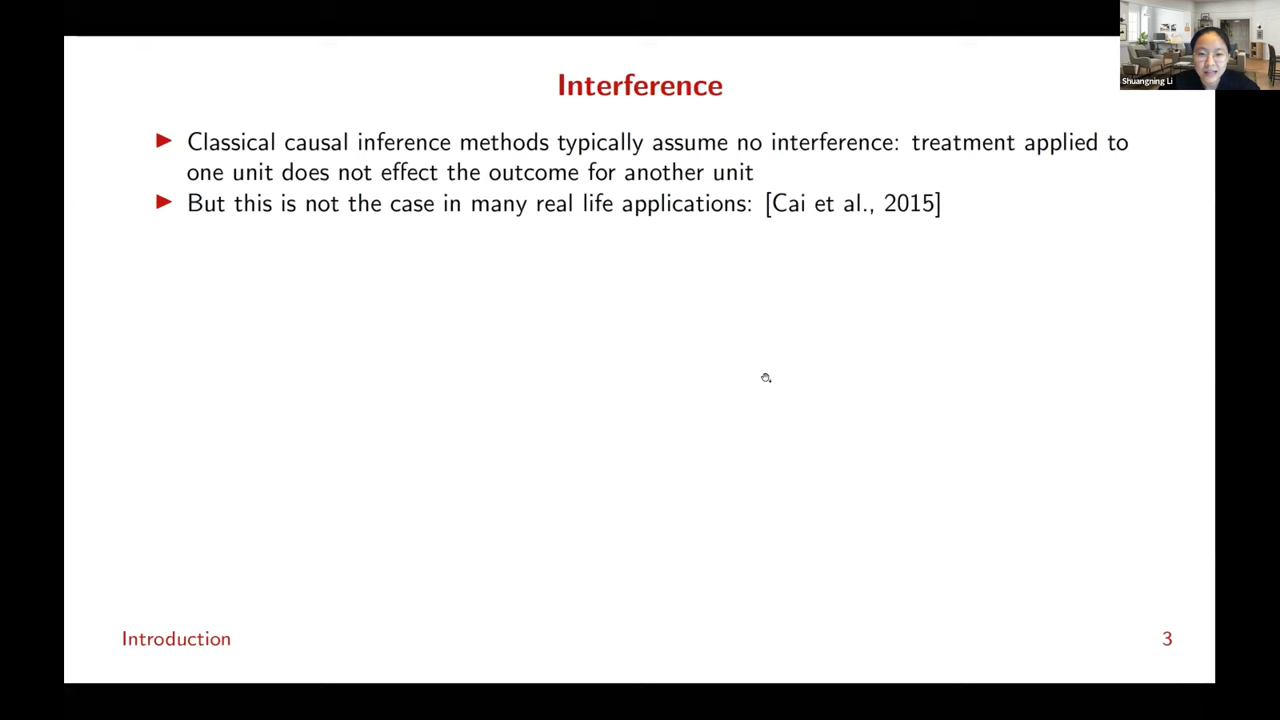 Interference
Shuangning Li
▶ Classical causal inference methods typically assume no interference: treatment applied to
one unit does not effect the outcome for another unit
▶ But this is not the case in many real life applications: [Cai et al., 2015]
Introduction
3